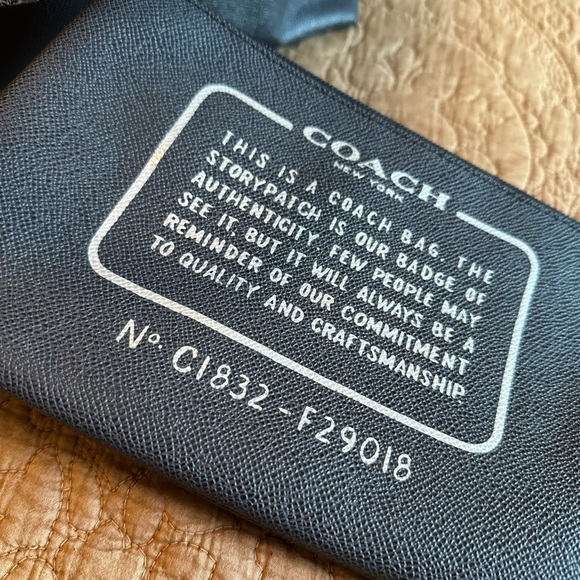 COACH
NEW YORK
THIS IS A COACH BAG. THE
STORYPATCH IS OUR BADGE OF
AUTHENTICITY. FEW PEOPLE MAY
SEE IT, BUT IT WILL ALWAYS BE A
REMINDER OF OUR COMMITMENT
TO QUALITY AND CRAFTSMANSHIP.
No. C1832-F29018